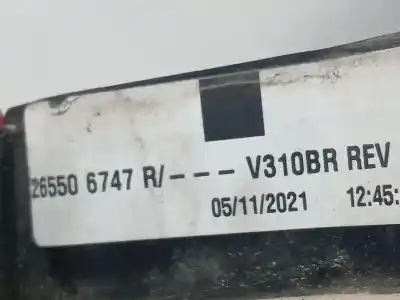 26550 6747 R/--- V310BR REV
05/11/2021 12:45: